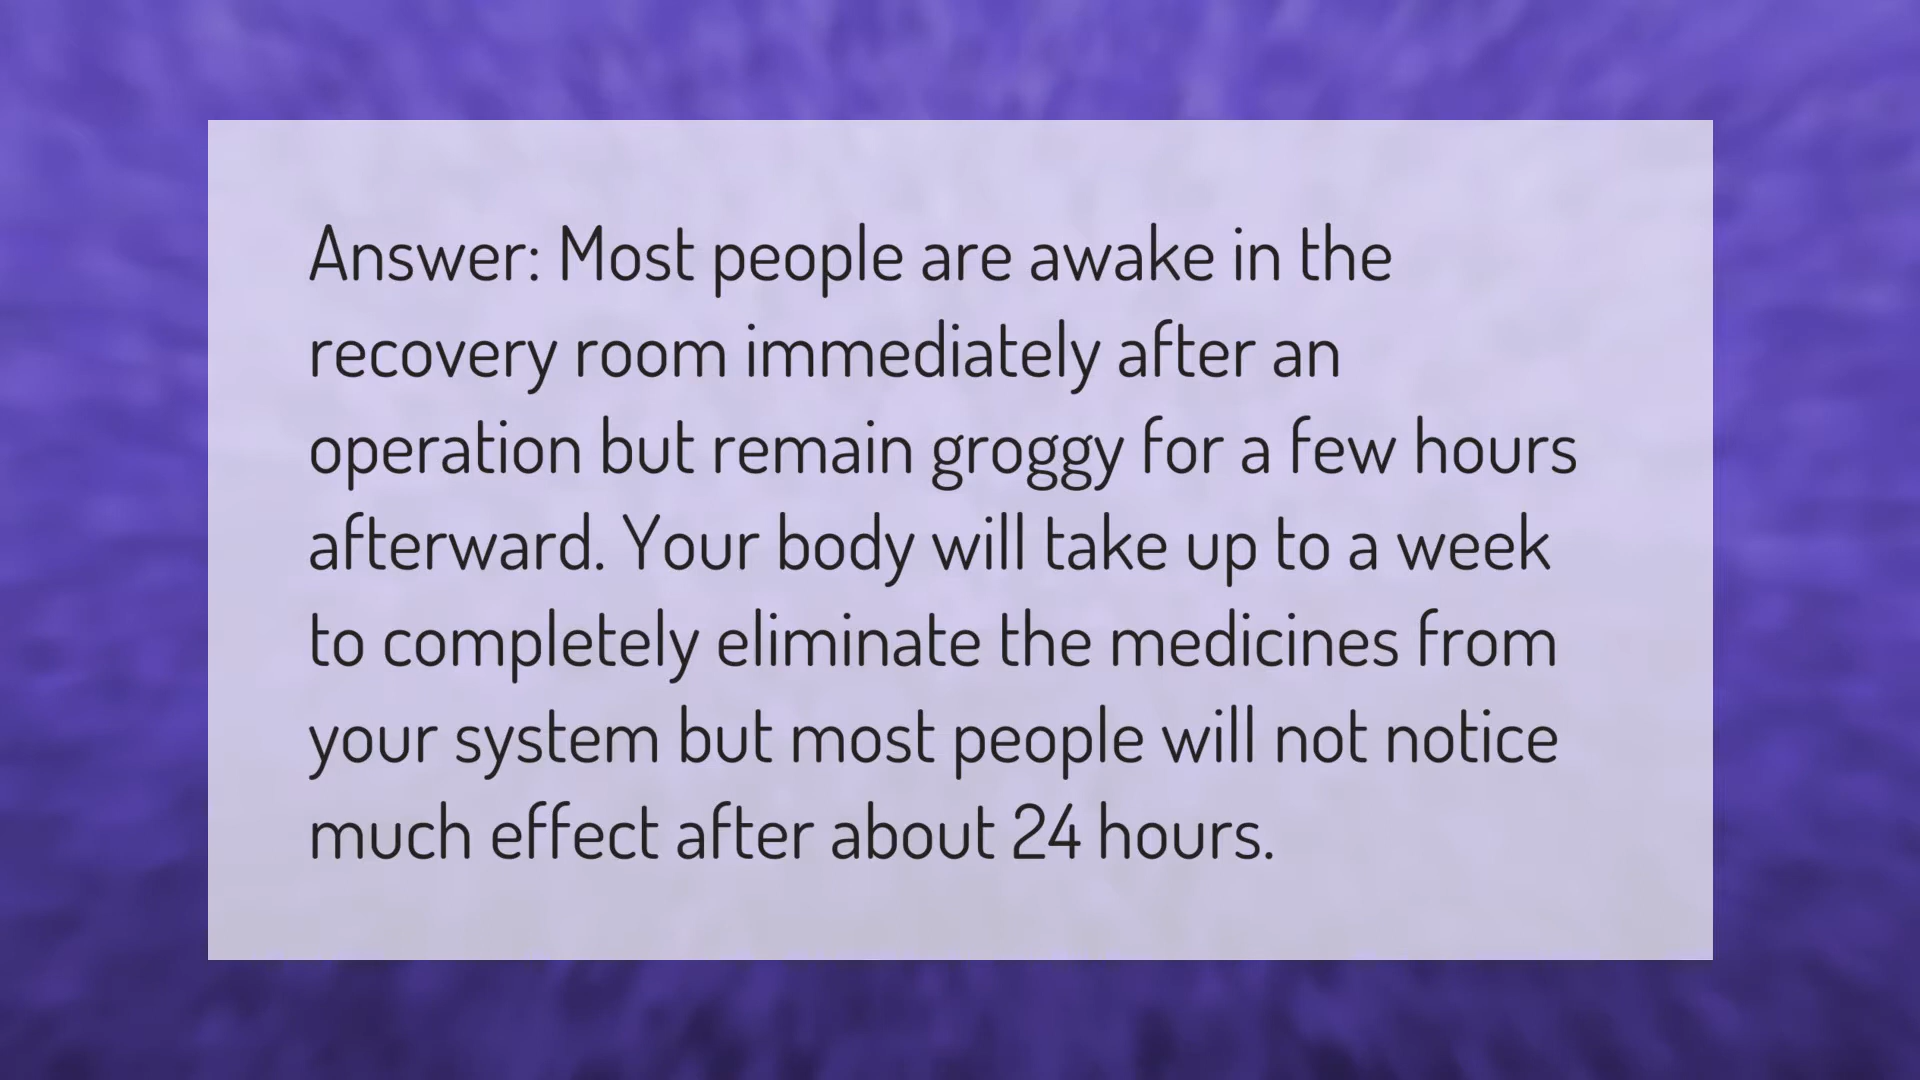 Answer: Most people are awake in the
recovery room immediately after an
operation but remain groggy for a few hours
afterward. Your body will take up to a week
to completely eliminate the medicines from
your system but most people will not notice
much effect after about 24 hours.